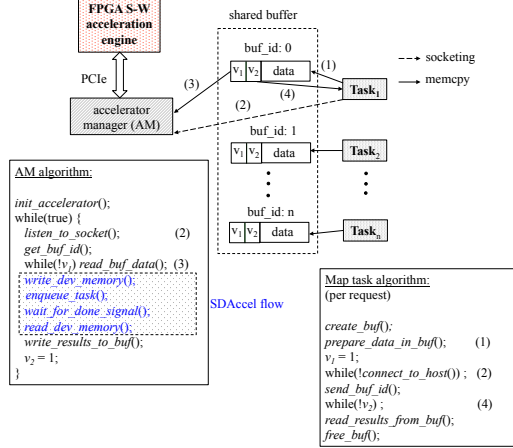 FPGA S-W
acceleration
engine
shared buffer
buf_id: 0
v1 v2 data
(1)
(3)
(4)
(2)
PCIe
accelerator
manager (AM)
Task1
socketing
memcpy
buf_id: 1
v1 v2 data
Task2
buf_id: n
v1 v2 data
Taskn
AM algorithm:
init_accelerator();
while(true) {
listen_to_socket(); (2)
get_buf_id();
while(!v1) read_buf_data(); (3)
write_dev_memory();
enqueue_task();
wait_for_done_signal();
read_dev_memory();
write_results_to_buf();
v2 = 1;
}
SDAccel flow
Map task algorithm:
(per request)
create_buf();
prepare_data_in_buf(); (1)
v1 = 1;
while(!connect_to_host()) ; (2)
send_buf_id();
while(!v2) ; (4)
read_results_from_buf();
free_buf();